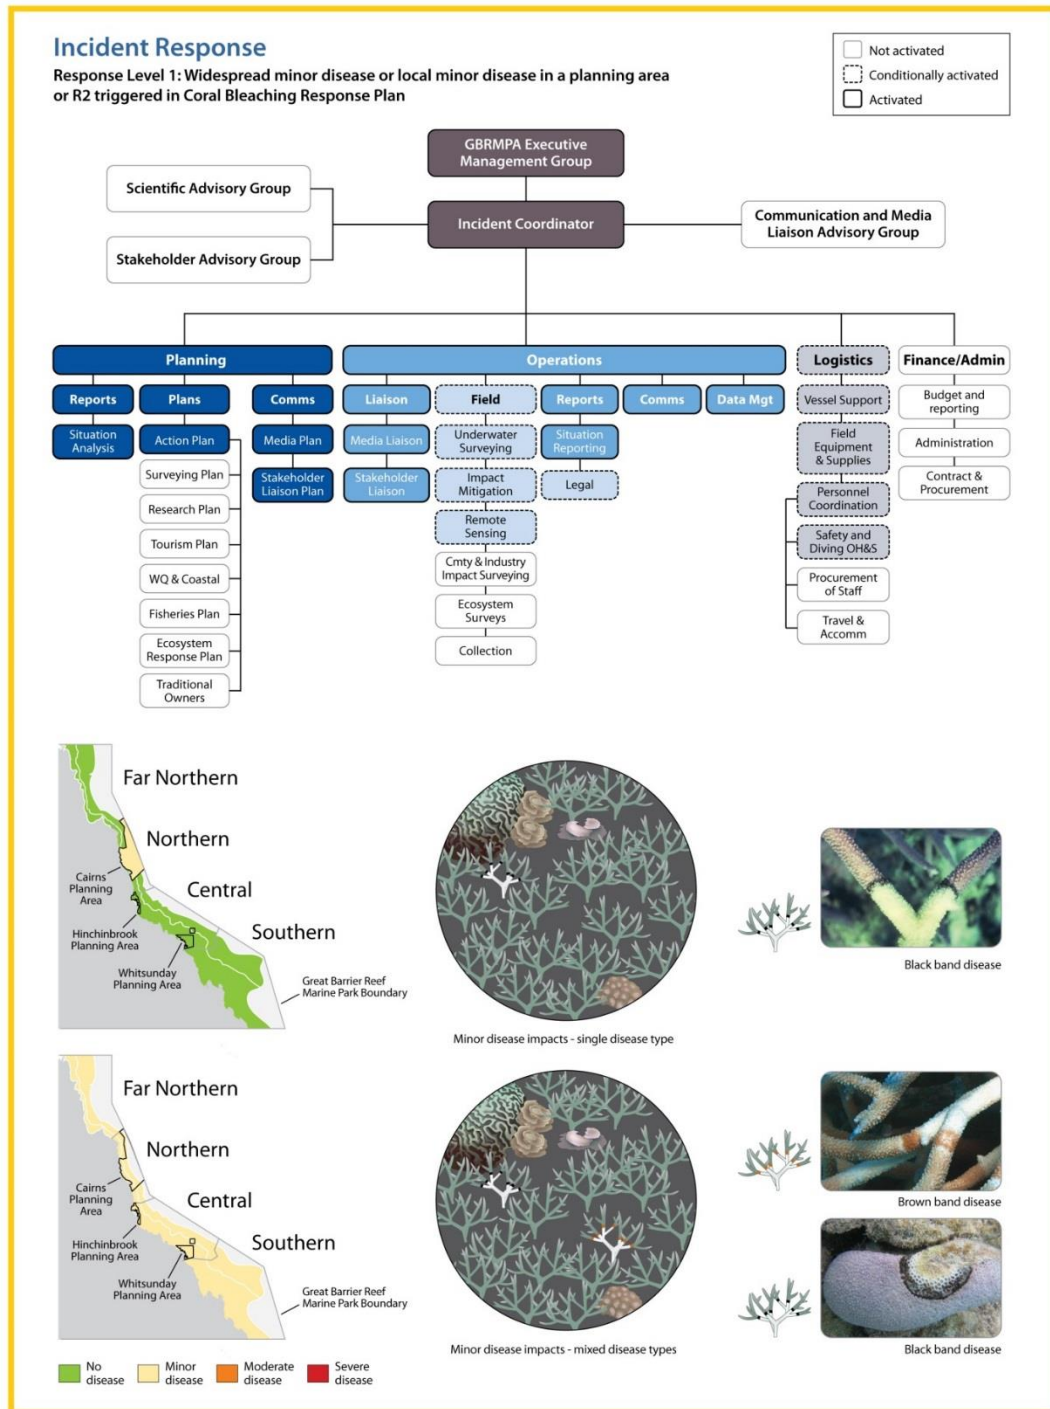 Incident Response
Response Level 1: Widespread minor disease or local minor disease in a planning area
or R2 triggered in Coral Bleaching Response Plan
Not activated
Conditionally activated
Activated
GBRMPA Executive
Management Group
Scientific Advisory Group
Incident Coordinator
Communication and Media
Liaison Advisory Group
Stakeholder Advisory Group
Planning
Operations
Logistics
Finance/Admin
Reports
Plans
Comms
Liaison
Field
Reports
Comms
Data Mgt
Vessel Support
Budget and
reporting
Situation
Analysis
Action Plan
Media Plan
Media Liaison
Underwater
Surveying
Situation
Reporting
Field
Equipment
& Supplies
Administration
Surveying Plan
Stakeholder
Liaison Plan
Stakeholder
Liaison
Impact
Mitigation
Legal
Personnel
Coordination
Contract &
Procurement
Research Plan
Remote
Sensing
Safety and
Diving OH&S
Tourism Plan
Cmty & Industry
Impact Surveying
Procurement
of Staff
WQ & Coastal
Ecosystem
Surveys
Travel &
Accomm
Fisheries Plan
Collection
Ecosystem
Response Plan
Traditional
Owners
Far Northern
Northern
Cairns
Planning
Area
Central
Hinchinbrook
Planning Area
Southern
Whitsunday
Planning Area
Great Barrier Reef
Marine Park Boundary
Minor disease impacts - single disease type
Black band disease
Far Northern
Northern
Cairns
Planning
Area
Central
Hinchinbrook
Planning Area
Southern
Whitsunday
Planning Area
Great Barrier Reef
Marine Park Boundary
Minor disease impacts - mixed disease types
Brown band disease
Black band disease
No
disease
Minor
disease
Moderate
disease
Severe
disease